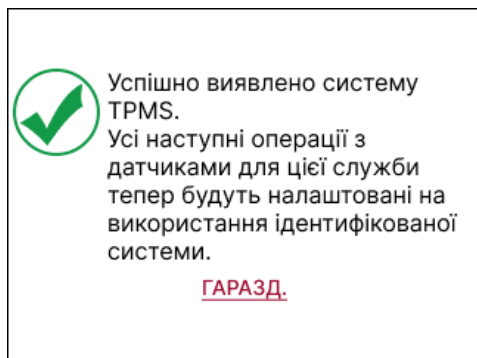 Успішно виявлено систему
TPMS.
Усі наступні операції з
датчиками для цієї служби
тепер будуть налаштовані на
використання ідентифікованої
системи.
ГАРАЗД.